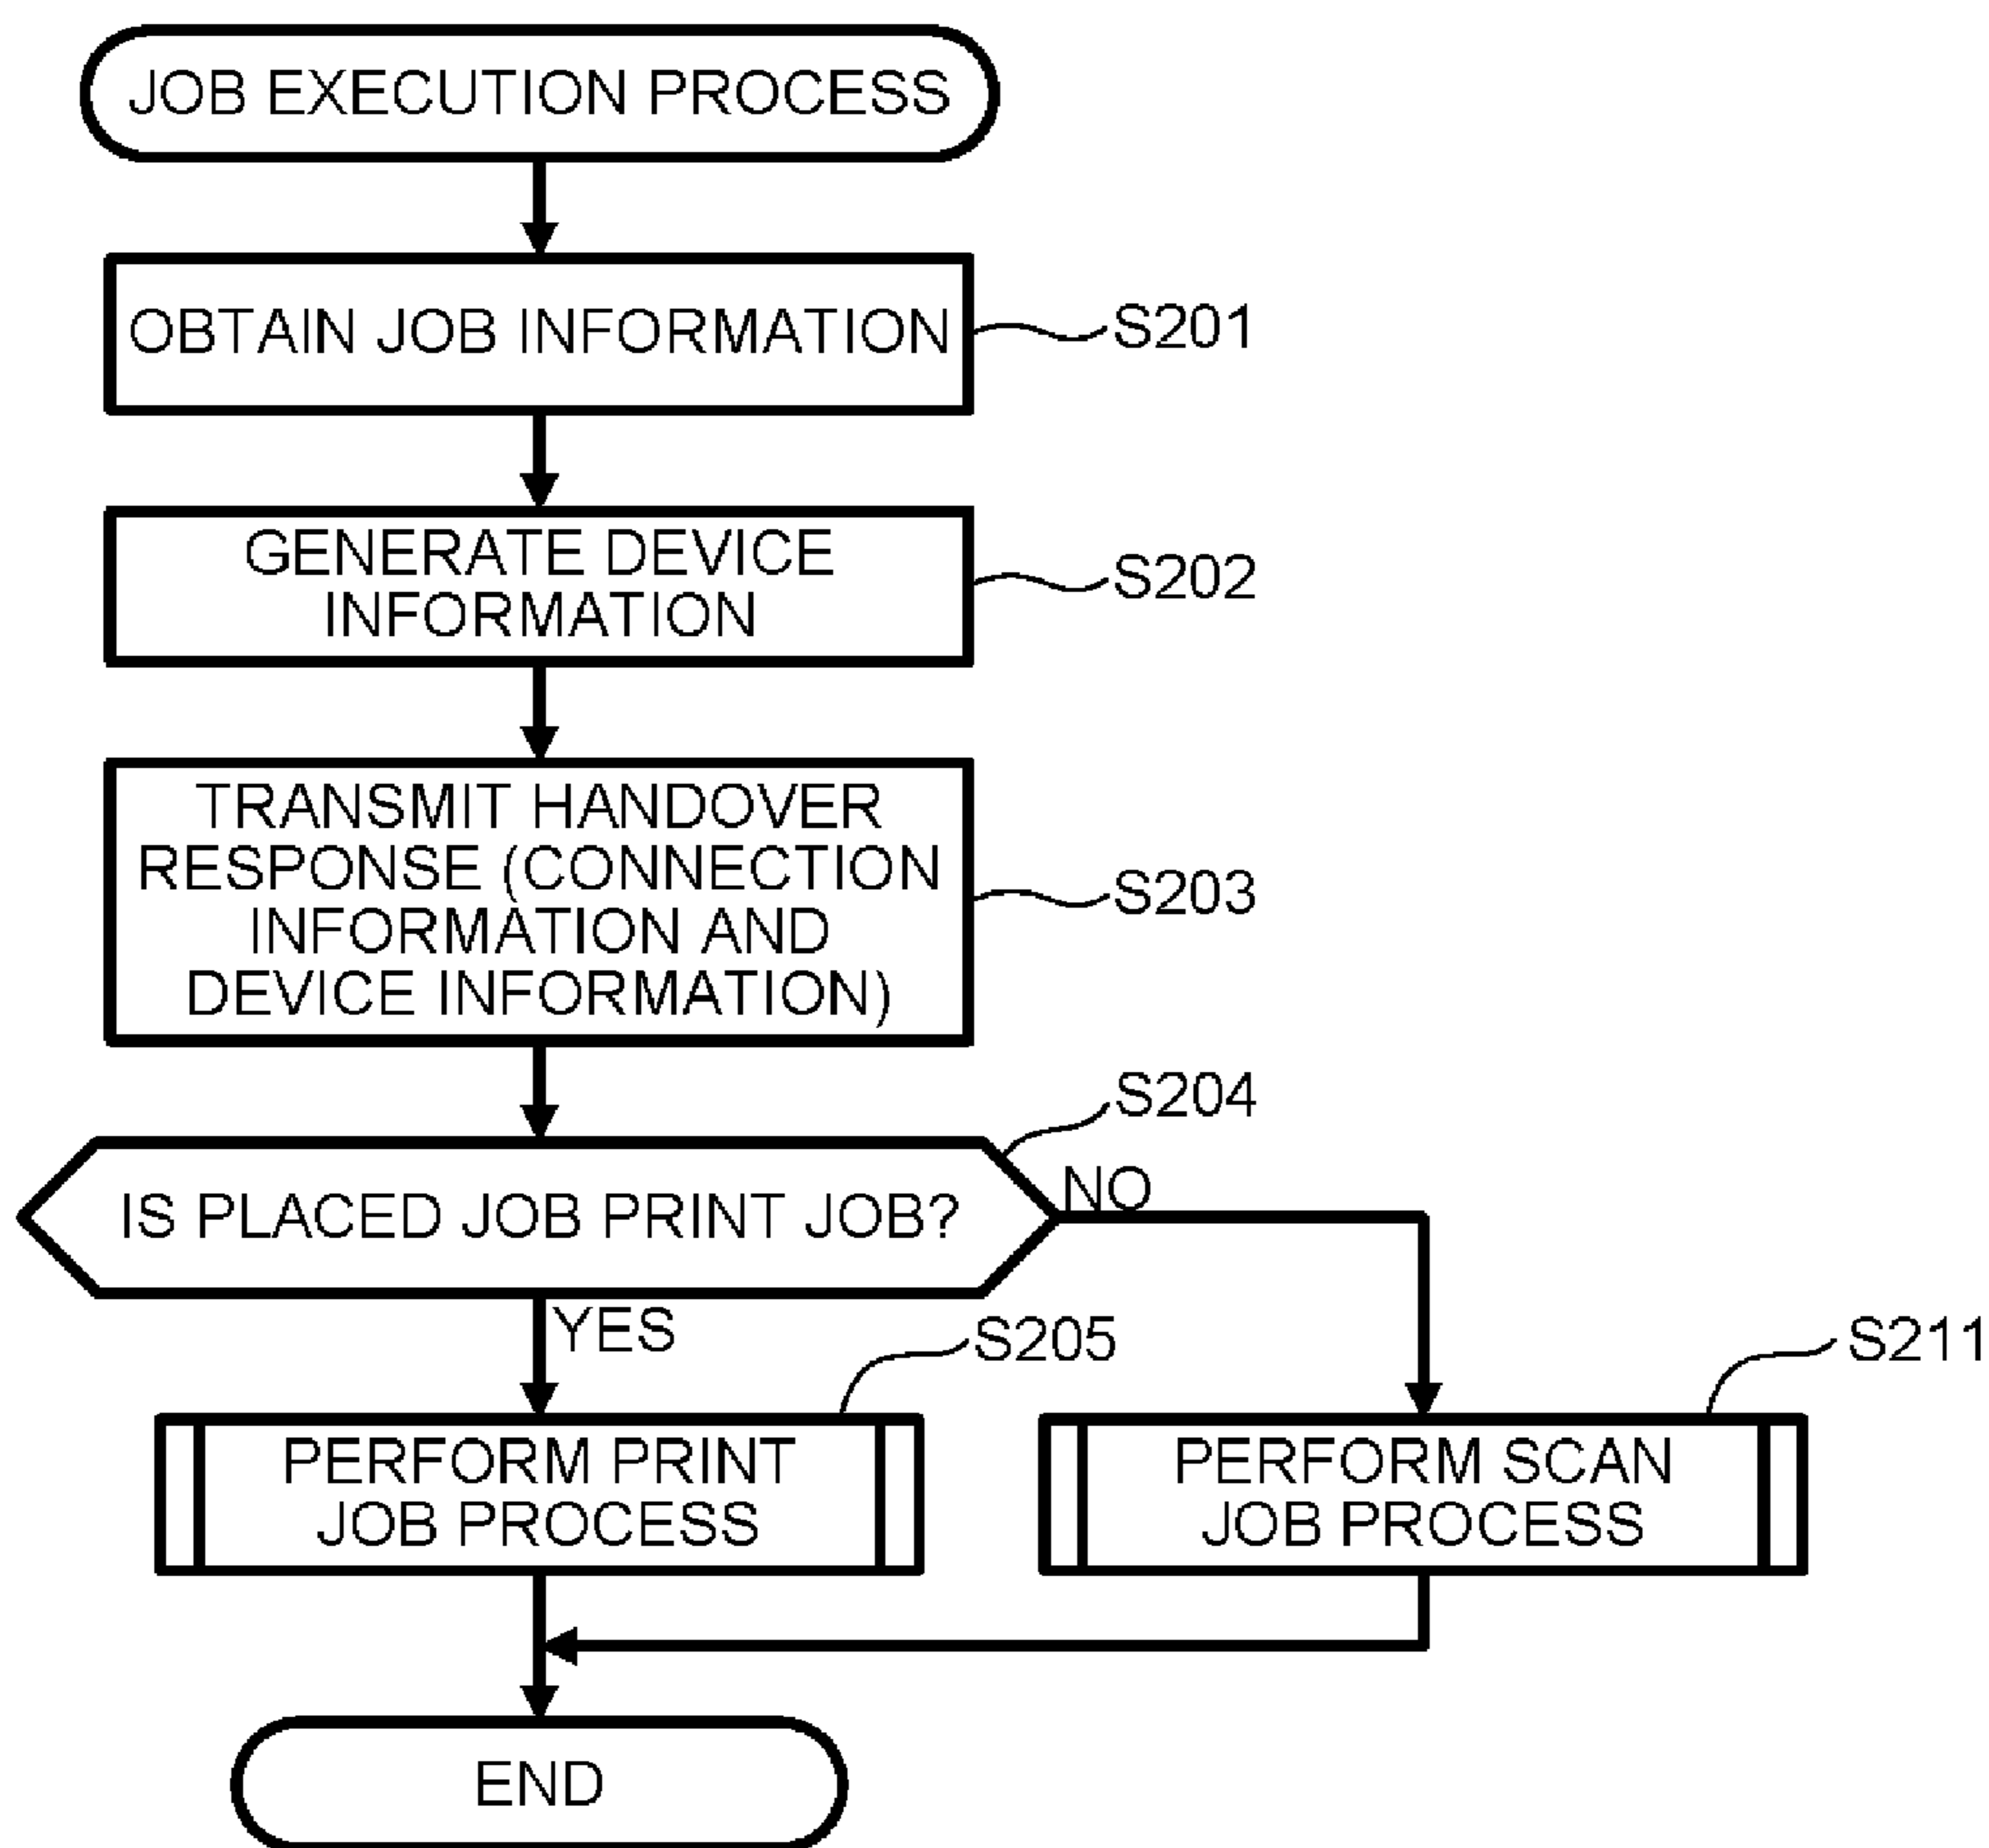 JOB EXECUTION PROCESS
OBTAIN JOB INFORMATION
S201
GENERATE DEVICE
INFORMATION
S202
TRANSMIT HANDOVER
RESPONSE (CONNECTION
INFORMATION AND
DEVICE INFORMATION)
S203
S204
IS PLACED JOB PRINT JOB?
NO
YES
S205
S211
PERFORM PRINT
JOB PROCESS
PERFORM SCAN
JOB PROCESS
END